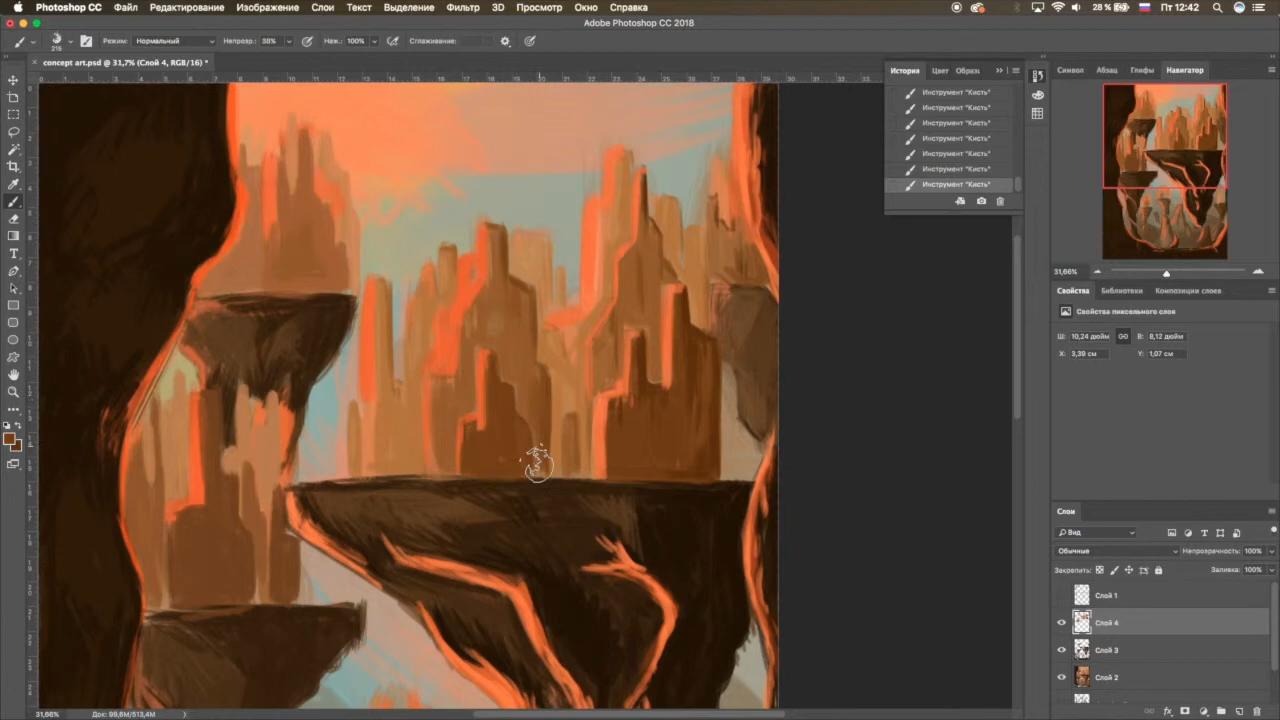 Photoshop CC Файл Редактирование Изображение Слои Текст Выделение Фильтр 3D Просмотр Окно Справка 28 % Пт 12:42
Adobe Photoshop CC 2018
216 Режим: Нормальный Непрозр.: 38% Наж.: 100% Сглаживание:
concept art.psd @ 31,7% (Слой 4, RGB/16) *
История Цвет Образц
Инструмент "Кисть"
Инструмент "Кисть"
Инструмент "Кисть"
Инструмент "Кисть"
Инструмент "Кисть"
Инструмент "Кисть"
Инструмент "Кисть"
Символ Абзац Глифы Навигатор
31,66%
Свойства Библиотеки Композиции слоев
Свойства пиксельного слоя
Ш: 10,24 дюйм В: 8,12 дюйм
X: 3,39 см Y: 1,07 см
Слои
Вид
Обычные Непрозрачность: 100%
Закрепить: Заливка: 100%
Слой 1
Слой 4
Слой 3
Слой 2
31,66% Док: 99,6M/513,4M